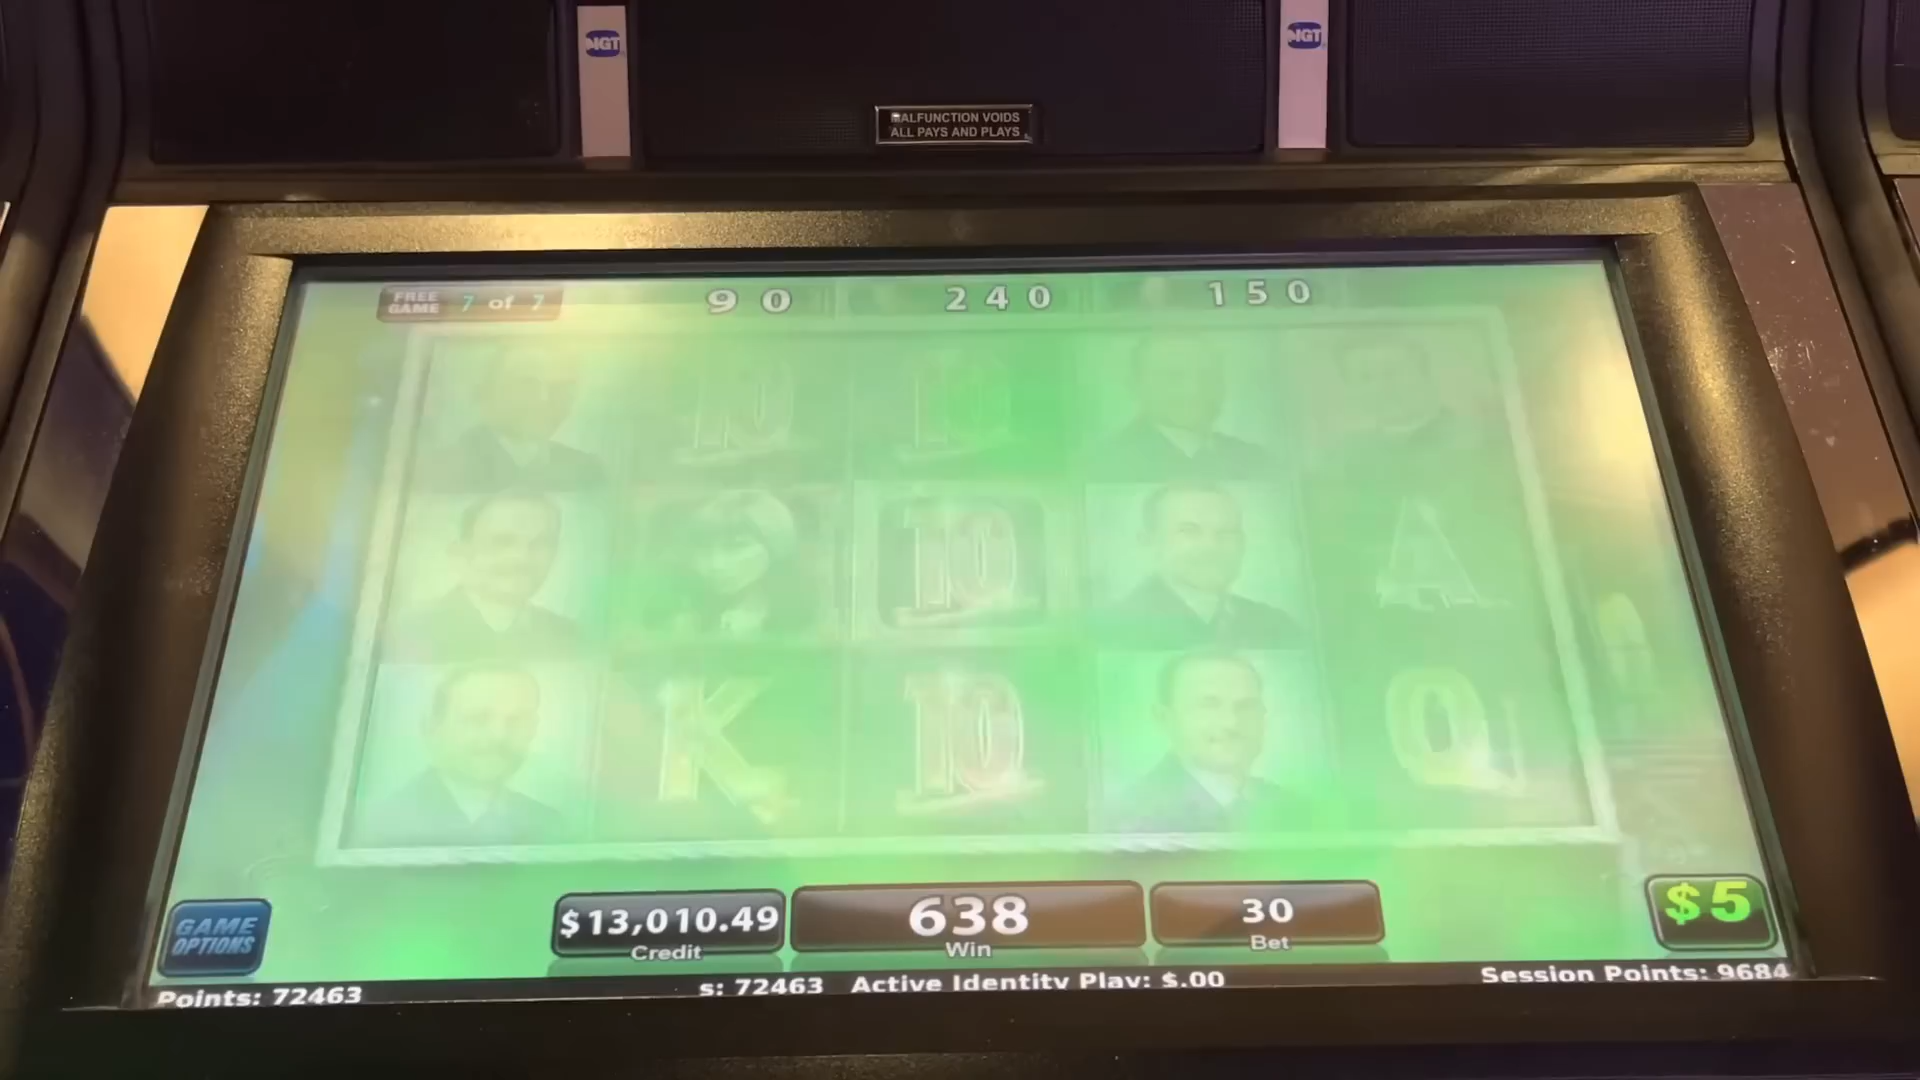 IGT
IGT
MALFUNCTION VOIDS
ALL PAYS AND PLAYS
FREE GAME 7 of 7
90
240
150
10
10
10
A
K
10
Q
GAME OPTIONS
$13,010.49
Credit
638
Win
30
Bet
$5
Points: 72463
s: 72463 Active Identity Play: $.00
Session Points: 9684